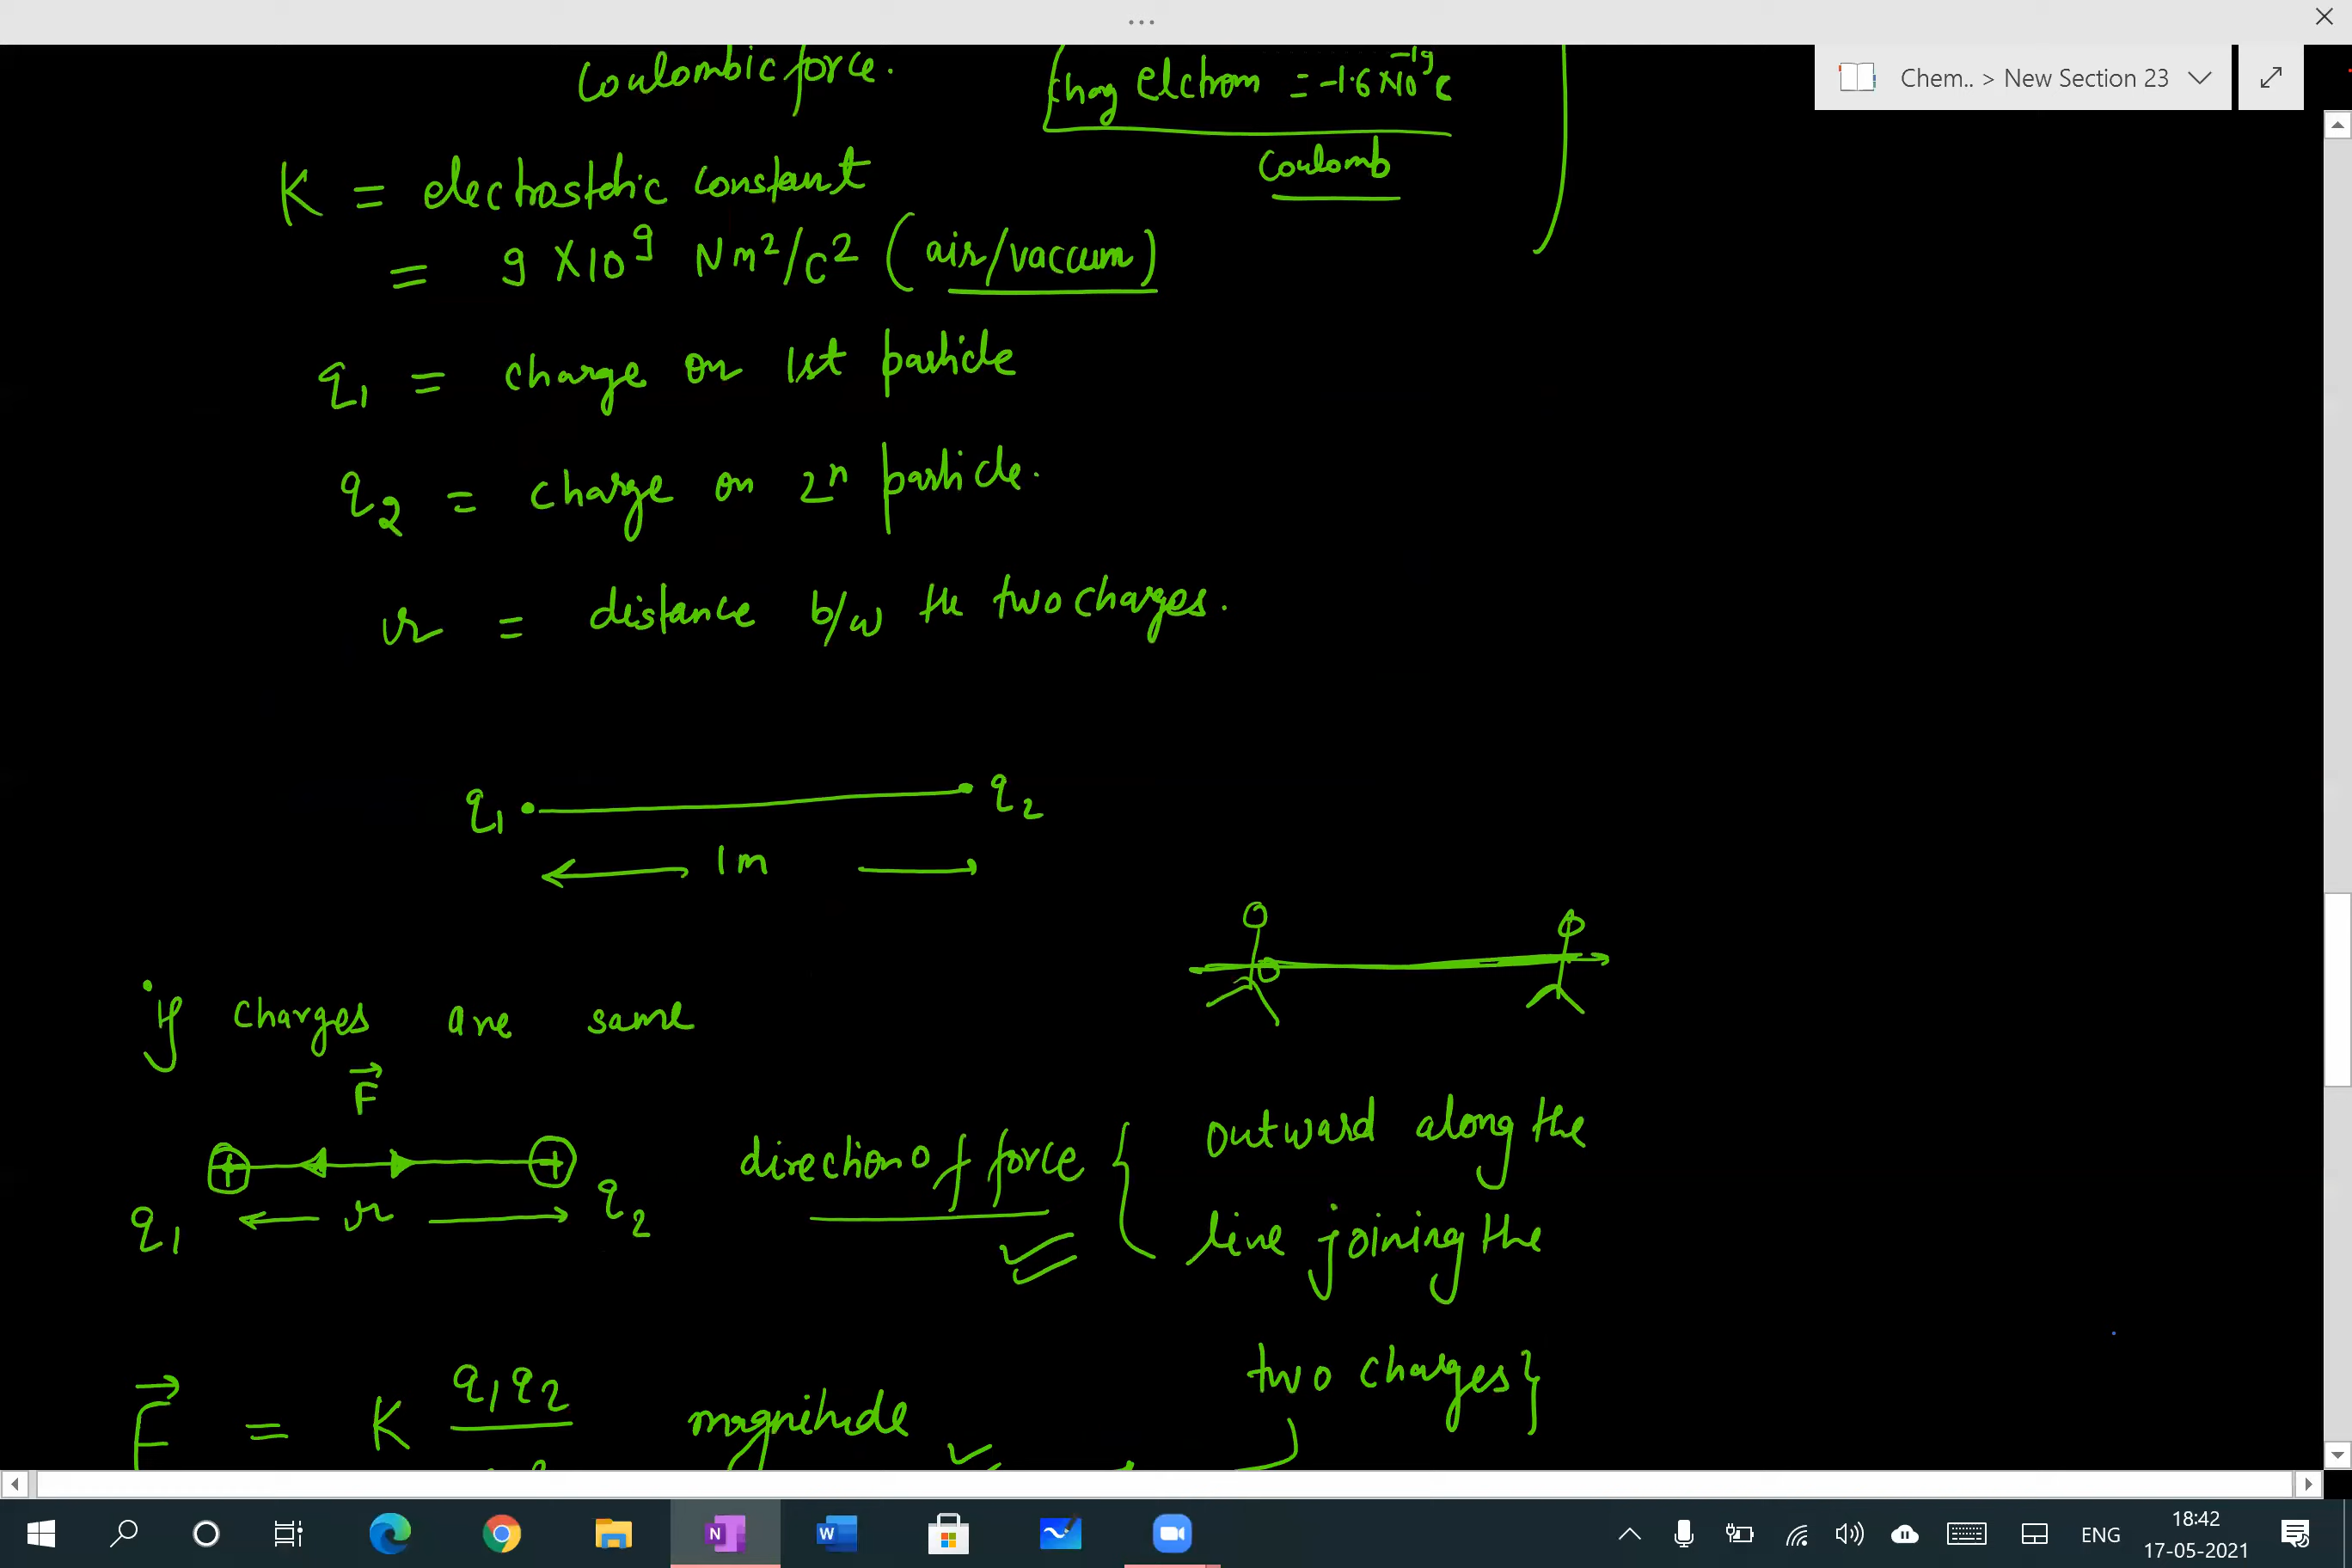 ...
Chem.. > New Section 23
Coulombic force.
Charg elctrom = -1.6×10⁻¹⁹ c
Coulomb
K = electrostatic constant
= 9 X10⁹ Nm²/c² (air/vaccum)
q₁ = charge on 1st particle
q₂ = charge on 2ⁿ particle.
r = distance b/w the two charges.
q₁ q₂
1m
if charges are same
F⃗
+ +
q₁ r q₂
direction of force { outward along the
line joining the
two charges}
F⃗ = K q₁q₂
magnitude
N
W
ENG
18:42
17-05-2021